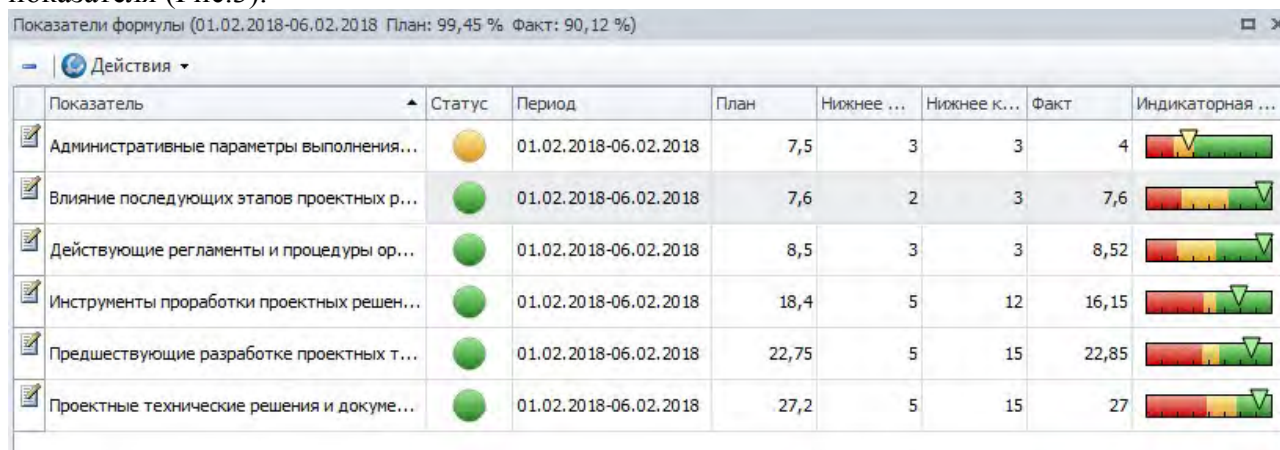 показатели (Рис.3).
Показатели формулы (01.02.2018-06.02.2018 План: 99,45 % Факт: 90,12 %)
Действия
Показатель Статус Период План Нижнее ... Нижнее к... Факт Индикаторная ...
Административные параметры выполнения... 01.02.2018-06.02.2018 7,5 3 3 4
Влияние последующих этапов проектных р... 01.02.2018-06.02.2018 7,6 2 3 7,6
Действующие регламенты и процедуры ор... 01.02.2018-06.02.2018 8,5 3 3 8,52
Инструменты проработки проектных решен... 01.02.2018-06.02.2018 18,4 5 12 16,15
Предшествующие разработке проектных т... 01.02.2018-06.02.2018 22,75 5 15 22,85
Проектные технические решения и докуме... 01.02.2018-06.02.2018 27,2 5 15 27